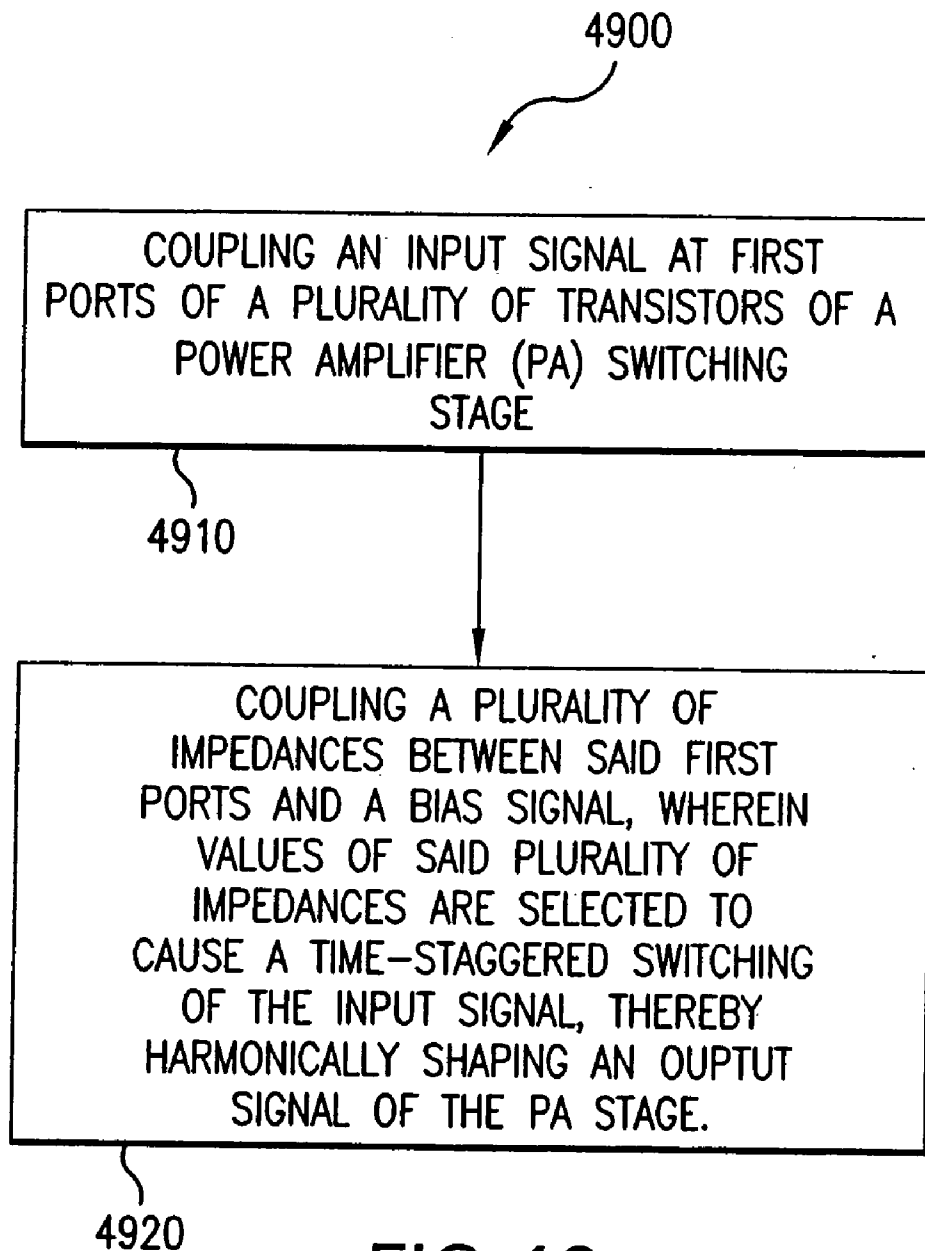 4900
COUPLING AN INPUT SIGNAL AT FIRST
PORTS OF A PLURALITY OF TRANSISTORS OF A
POWER AMPLIFIER (PA) SWITCHING
STAGE
4910
COUPLING A PLURALITY OF
IMPEDANCES BETWEEN SAID FIRST
PORTS AND A BIAS SIGNAL, WHEREIN
VALUES OF SAID PLURALITY OF
IMPEDANCES ARE SELECTED TO
CAUSE A TIME-STAGGERED SWITCHING
OF THE INPUT SIGNAL, THEREBY
HARMONICALLY SHAPING AN OUPTUT
SIGNAL OF THE PA STAGE.
4920